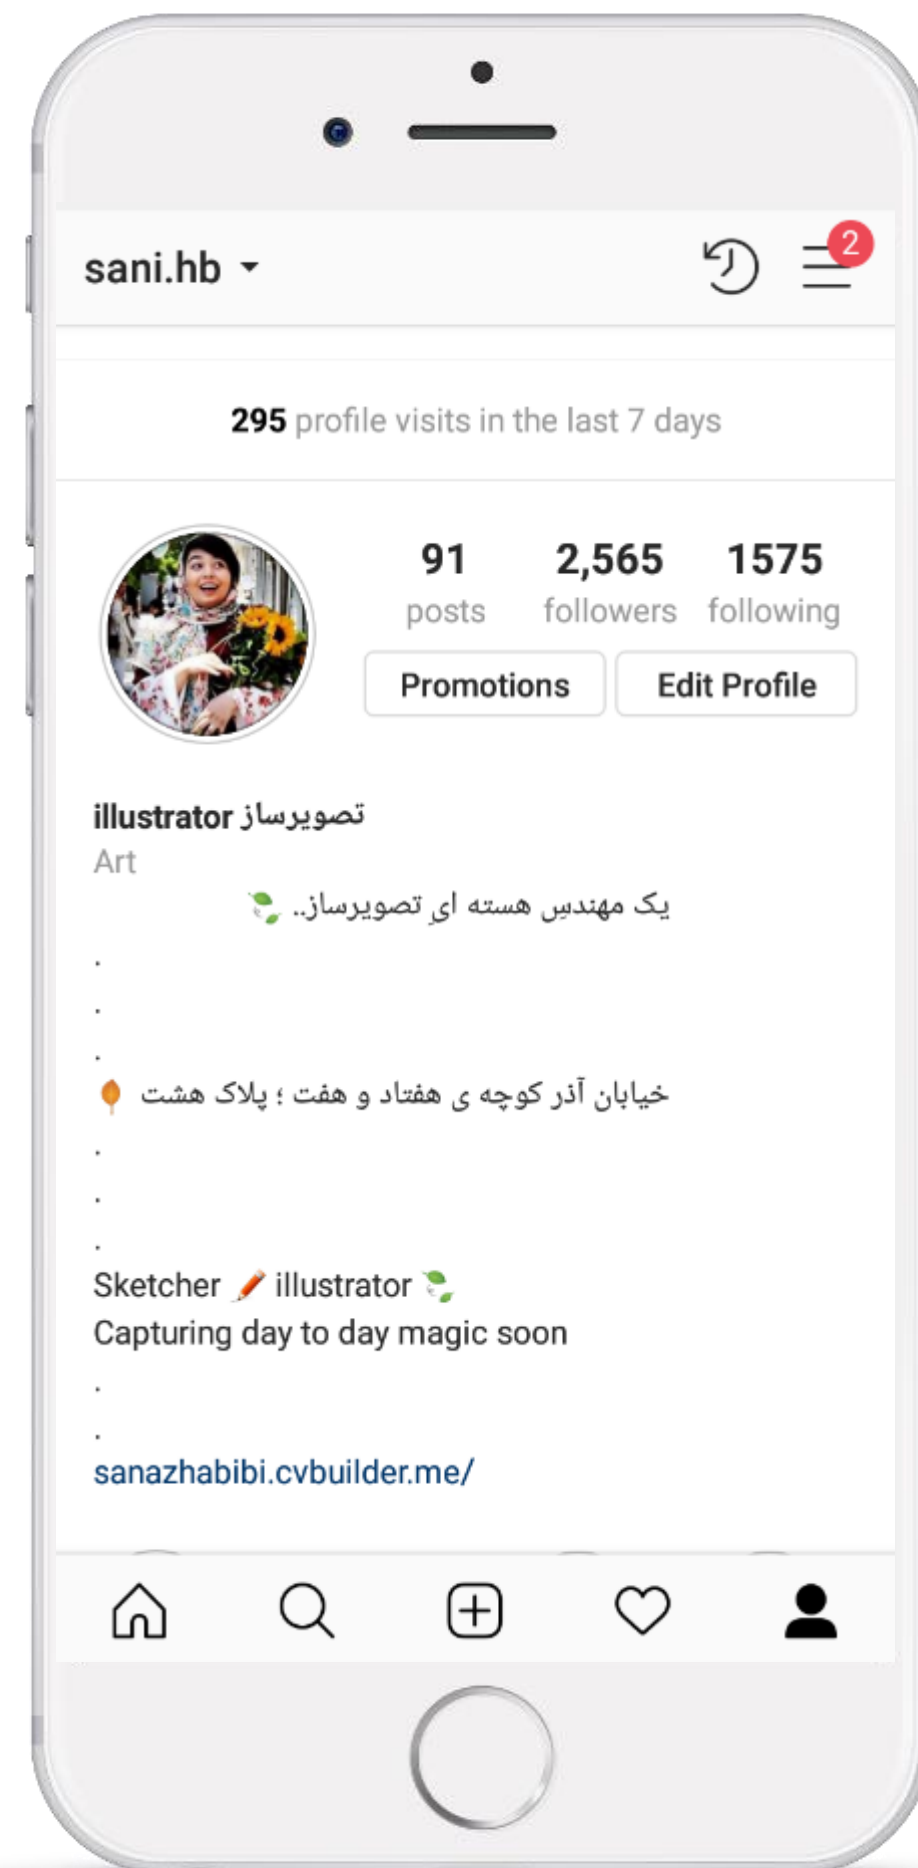 sani.hb
2
295 profile visits in the last 7 days
91 2,565 1575
posts followers following
Promotions Edit Profile
illustrator تصویرساز
Art
یک مهندسِ هسته ایِ تصویرساز.. 🍃
.
.
.
خیابان آذر کوچه ی هفتاد و هفت ؛ پلاک هشت
.
.
.
Sketcher 🖍 illustrator 🍃
Capturing day to day magic soon
.
.
sanazhabibi.cvbuilder.me/